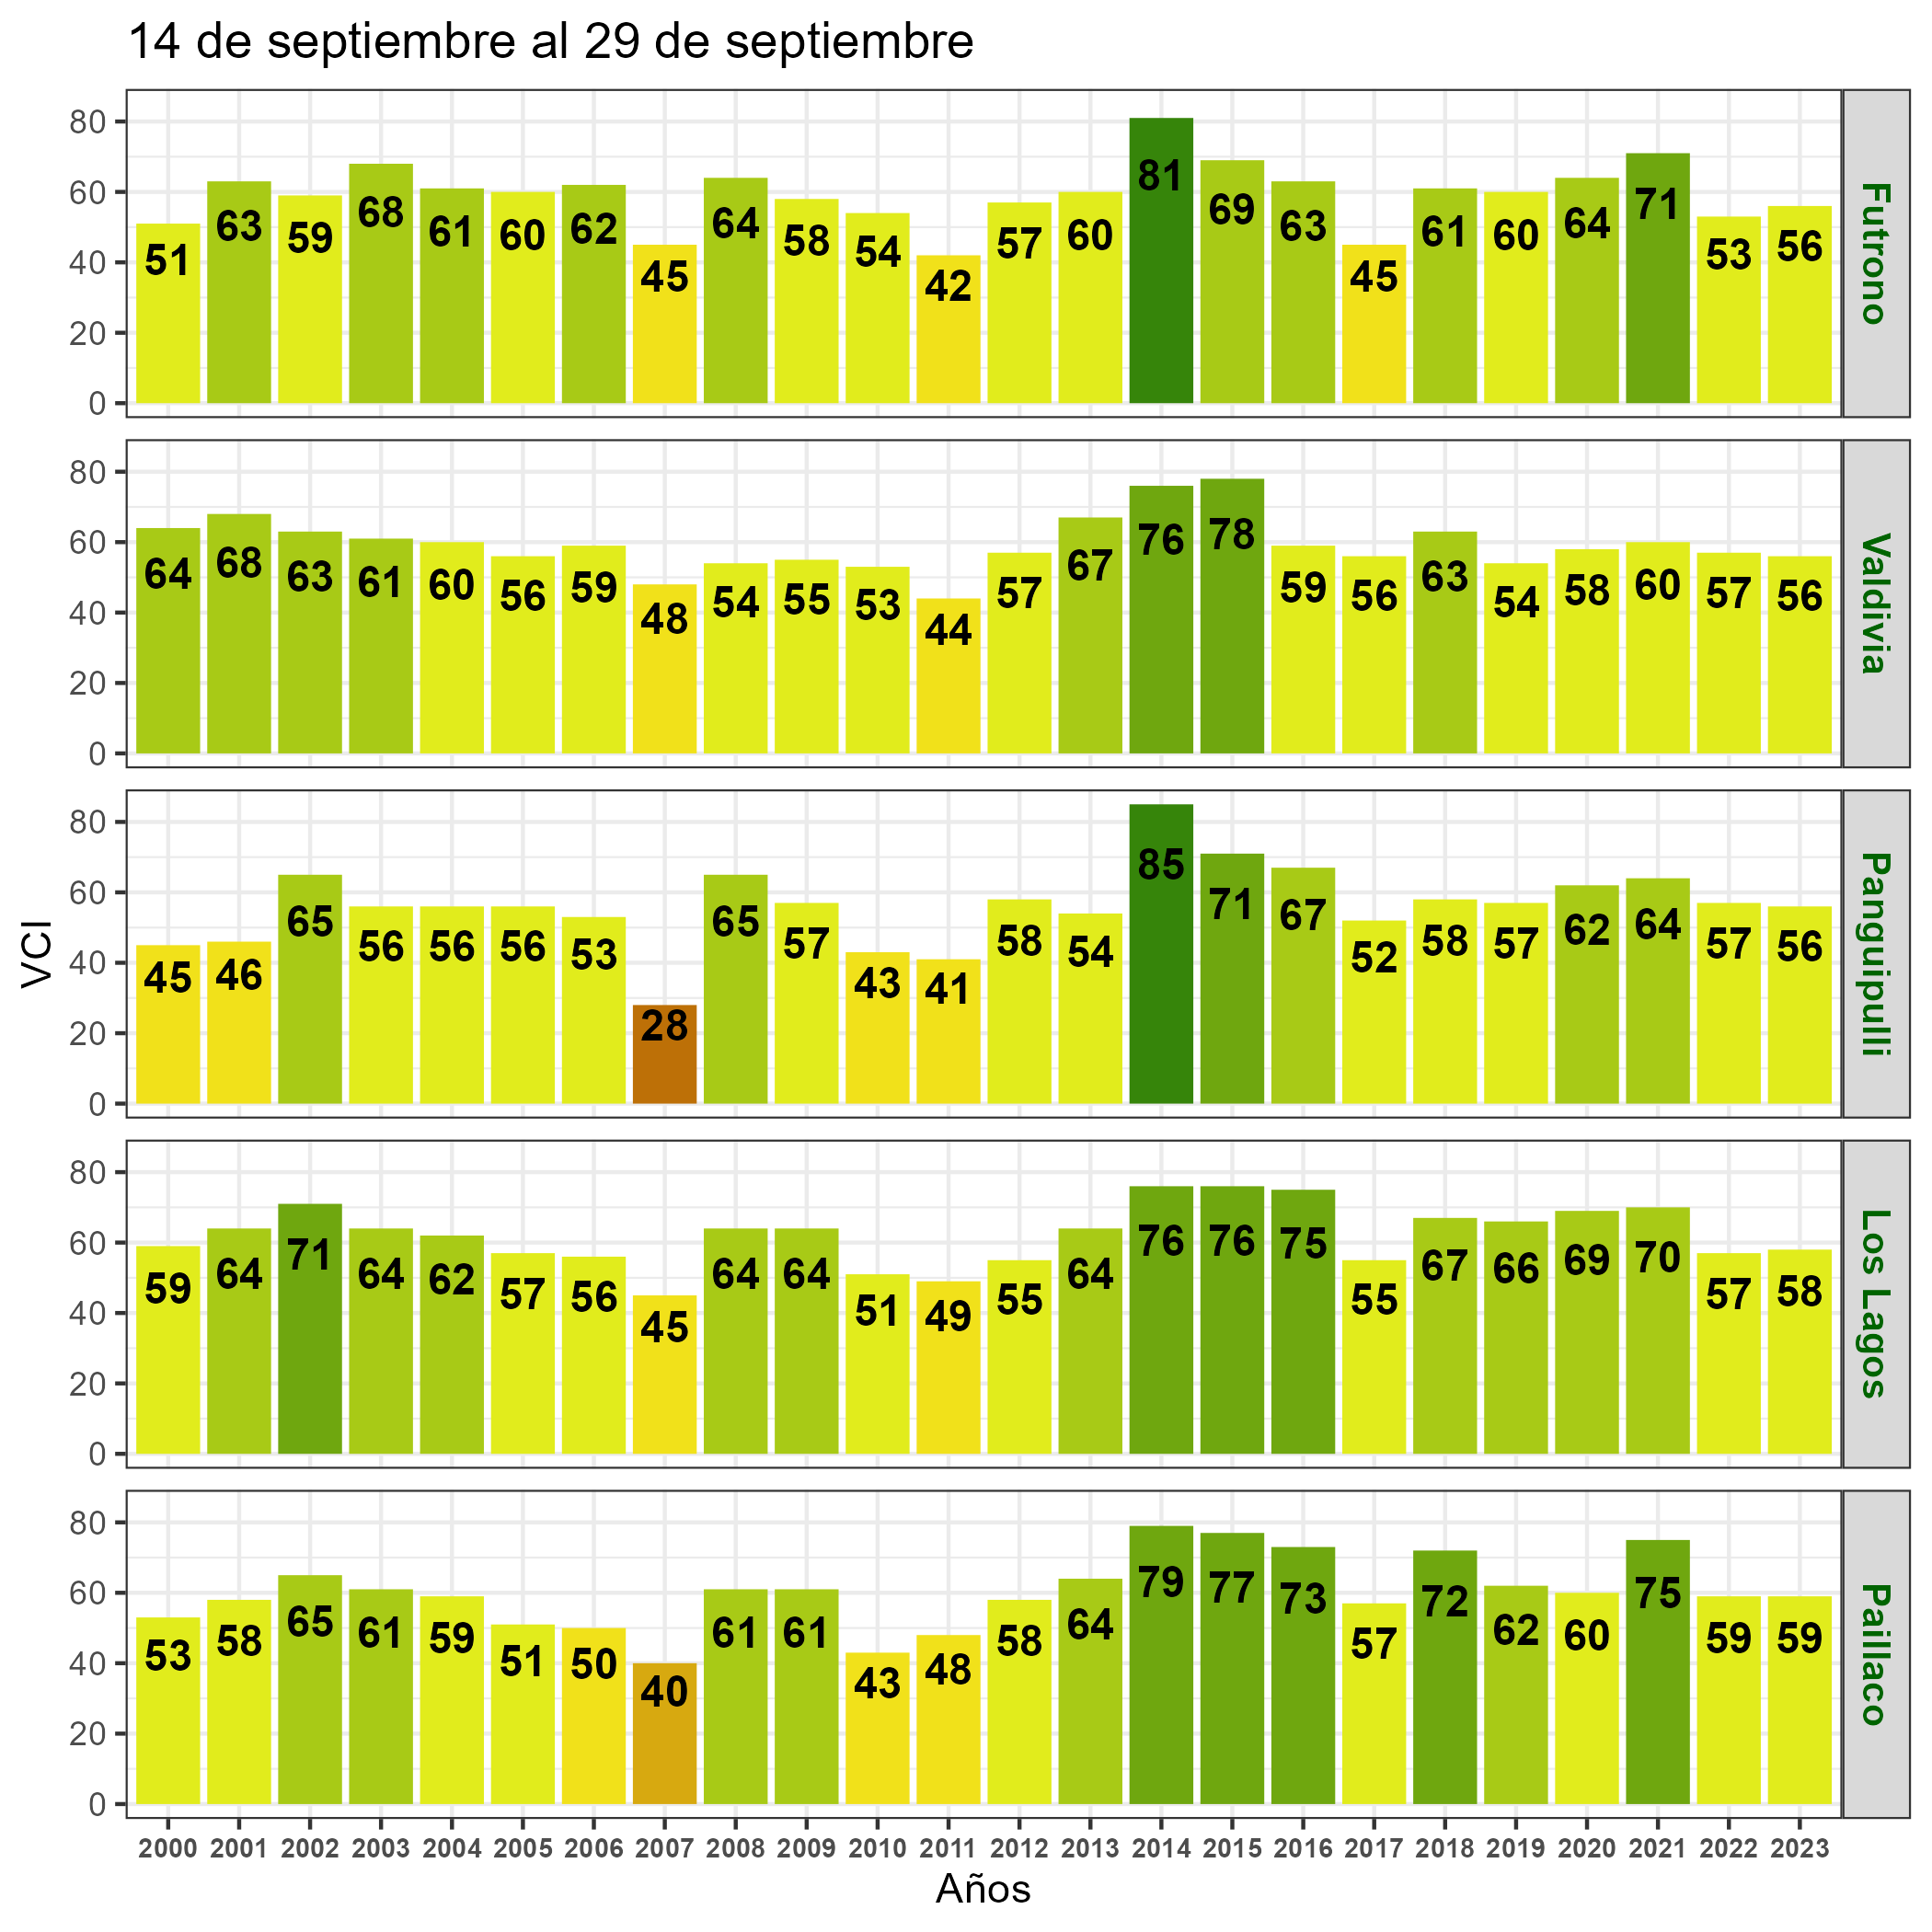 14 de septiembre al 29 de septiembre
80
60
40
20
0
51 63 59 68 61 60 62 45 64 58 54 42 57 60 81 69 63 45 61 60 64 71 53 56
Futrono
80
60
40
20
0
64 68 63 61 60 56 59 48 54 55 53 44 57 67 76 78 59 56 63 54 58 60 57 56
Valdivia
VCI
80
60
40
20
0
45 46 65 56 56 56 53 28 65 57 43 41 58 54 85 71 67 52 58 57 62 64 57 56
Panguipulli
80
60
40
20
0
59 64 71 64 62 57 56 45 64 64 51 49 55 64 76 76 75 55 67 66 69 70 57 58
Los Lagos
80
60
40
20
0
53 58 65 61 59 51 50 40 61 61 43 48 58 64 79 77 73 57 72 62 60 75 59 59
Paillaco
2000 2001 2002 2003 2004 2005 2006 2007 2008 2009 2010 2011 2012 2013 2014 2015 2016 2017 2018 2019 2020 2021 2022 2023
Años